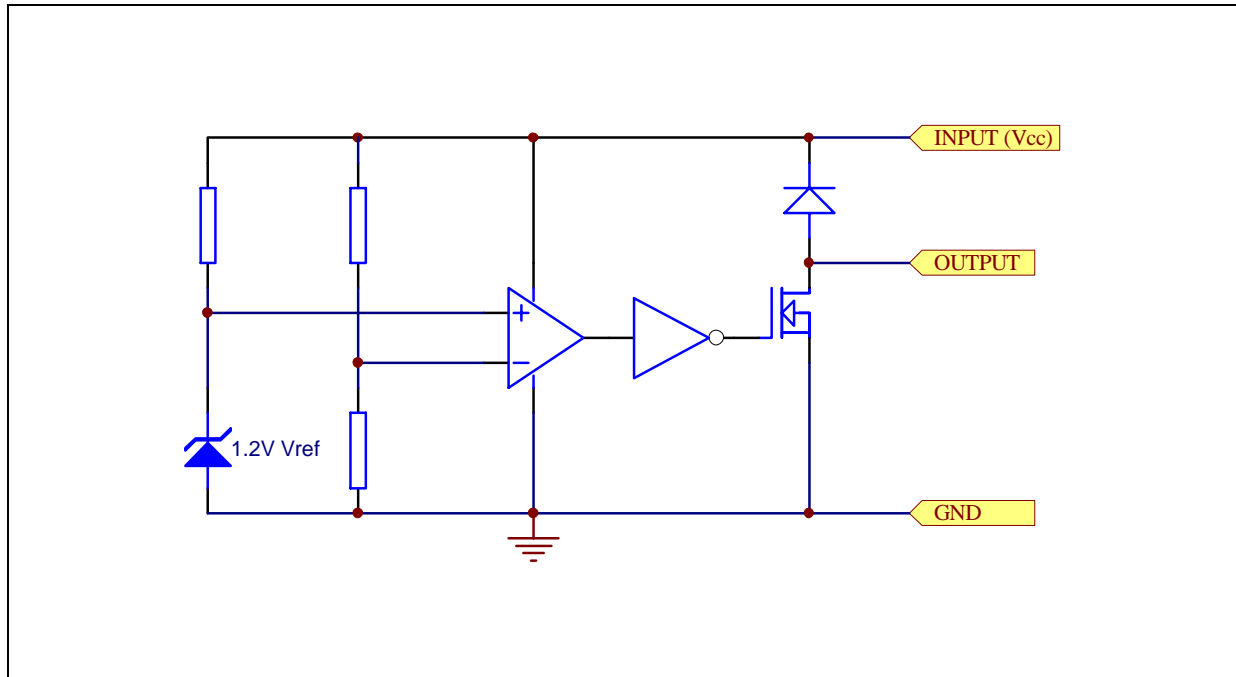 INPUT (Vcc)
OUTPUT
1.2V Vref
GND